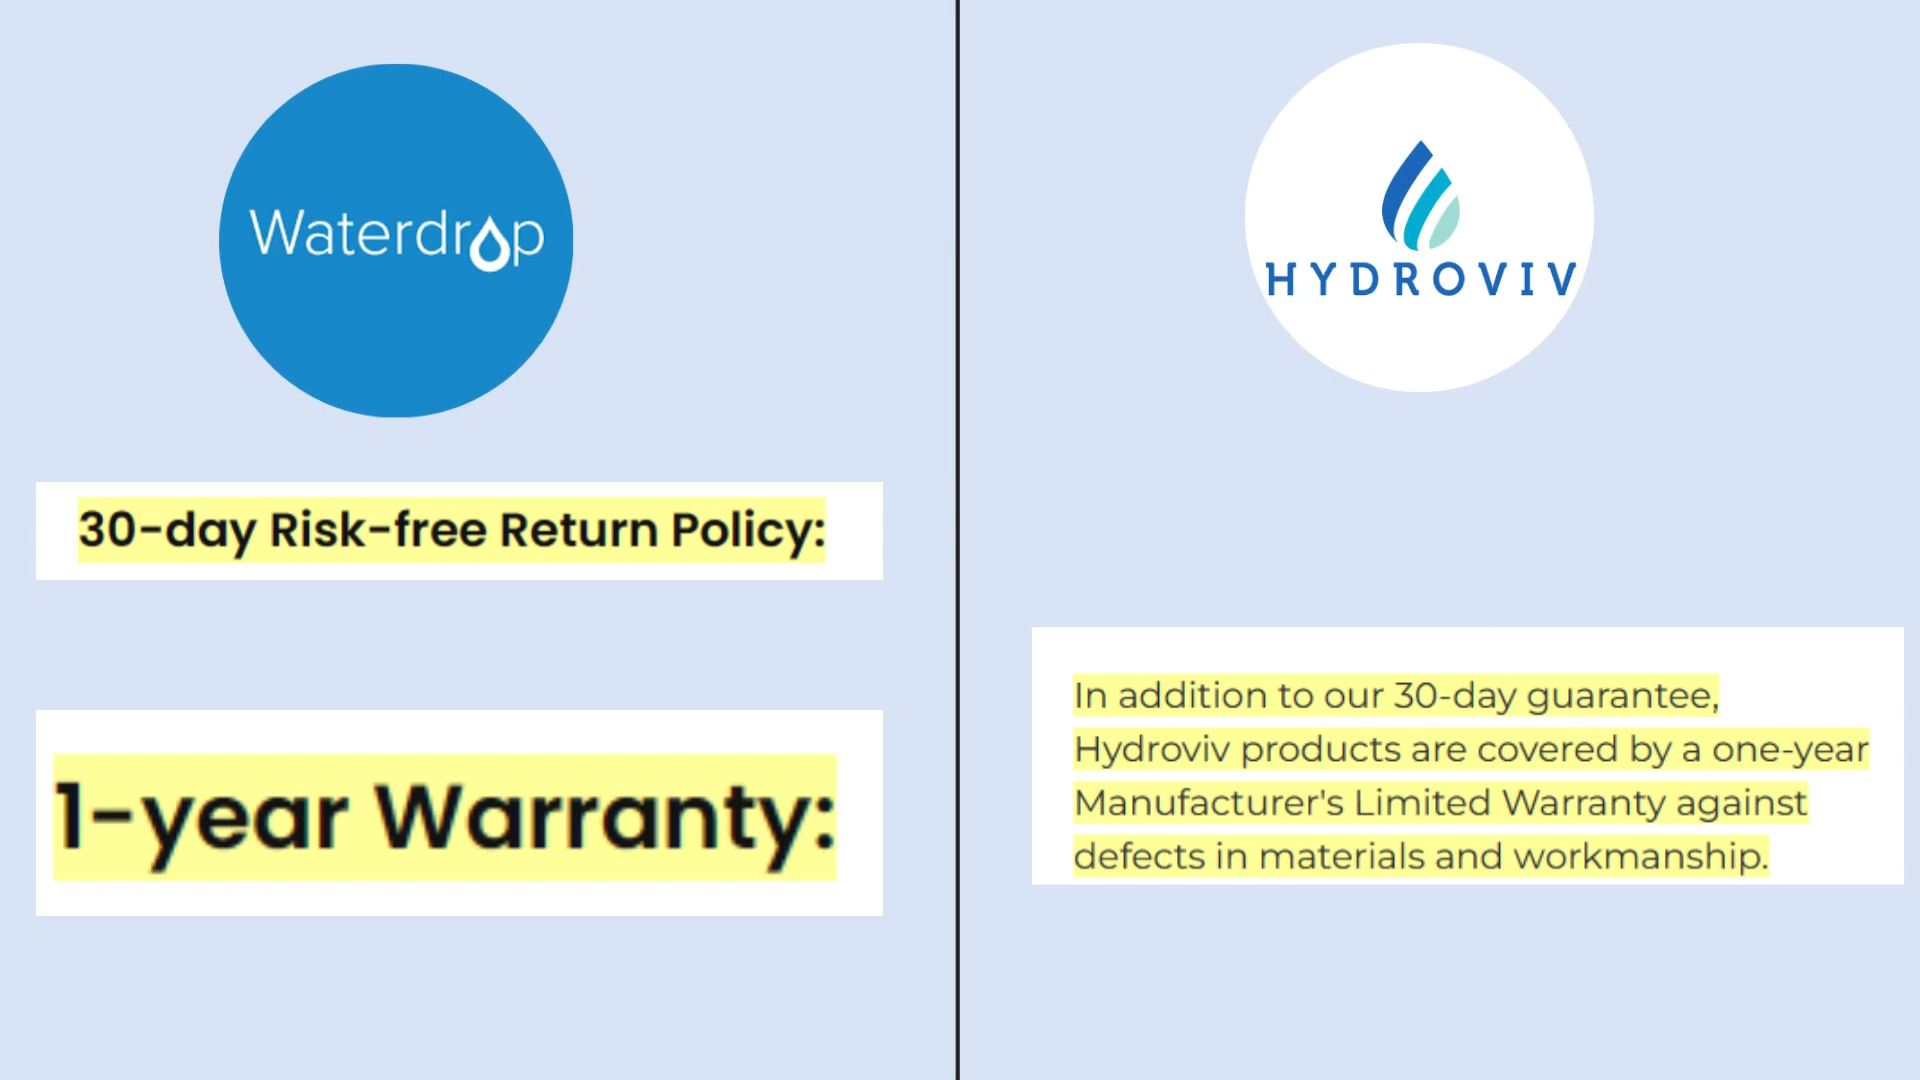 Waterdrop
30-day Risk-free Return Policy:
1-year Warranty:
HYDROVIV
In addition to our 30-day guarantee,
Hydroviv products are covered by a one-year
Manufacturer's Limited Warranty against
defects in materials and workmanship.